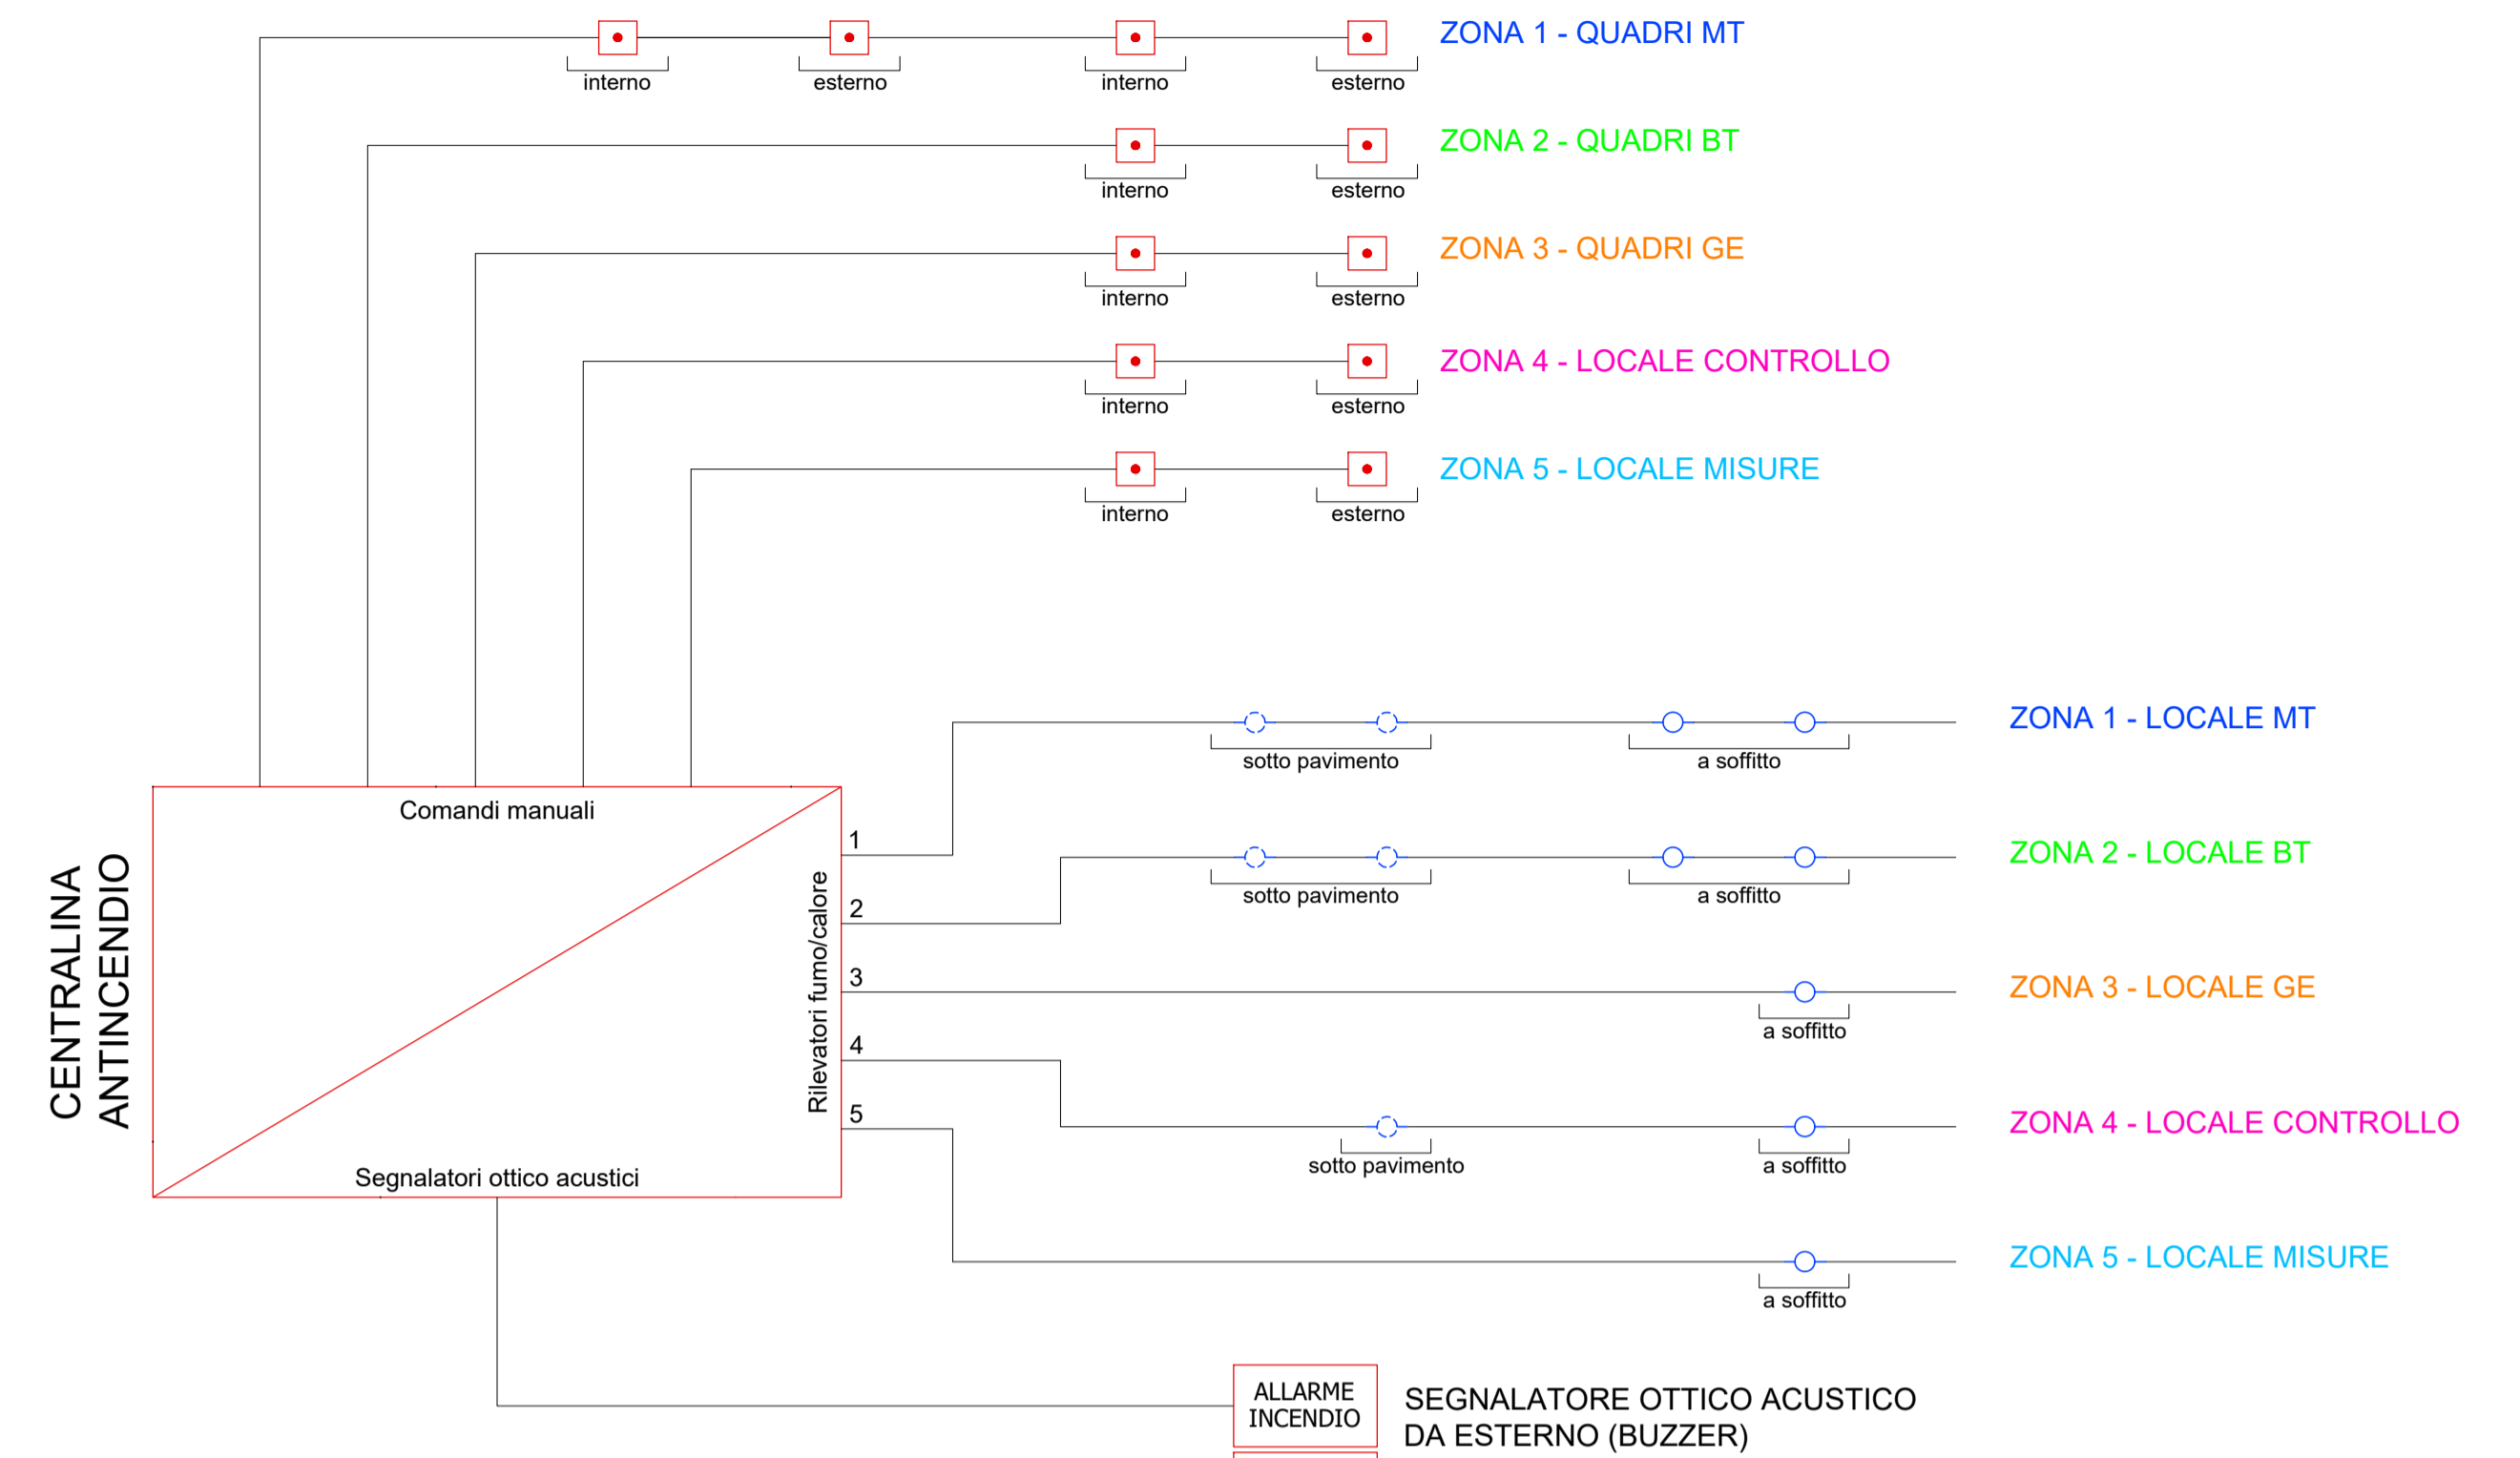 ZONA 1 - QUADRI MT
interno esterno interno esterno
ZONA 2 - QUADRI BT
interno esterno
ZONA 3 - QUADRI GE
interno esterno
ZONA 4 - LOCALE CONTROLLO
interno esterno
ZONA 5 - LOCALE MISURE
interno esterno
CENTRALINA
ANTINCENDIO
Comandi manuali
Rilevatori fumo/calore
Segnalatori ottico acustici
1
2
3
4
5
ZONA 1 - LOCALE MT
sotto pavimento a soffitto
ZONA 2 - LOCALE BT
sotto pavimento a soffitto
ZONA 3 - LOCALE GE
a soffitto
ZONA 4 - LOCALE CONTROLLO
sotto pavimento a soffitto
ZONA 5 - LOCALE MISURE
a soffitto
ALLARME
INCENDIO
SEGNALATORE OTTICO ACUSTICO
DA ESTERNO (BUZZER)